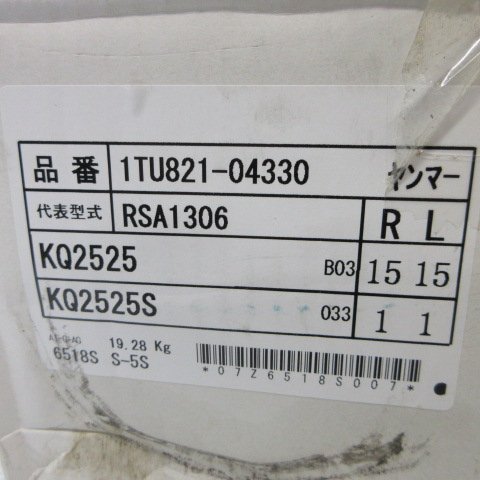 品番 1TU821-04330 ヤンマー
代表型式 RSA1306 R L
KQ2525 B03 15 15
KQ2525S 033 1 1
19.28 Kg
6518S S-5S
*07Z6518S007*